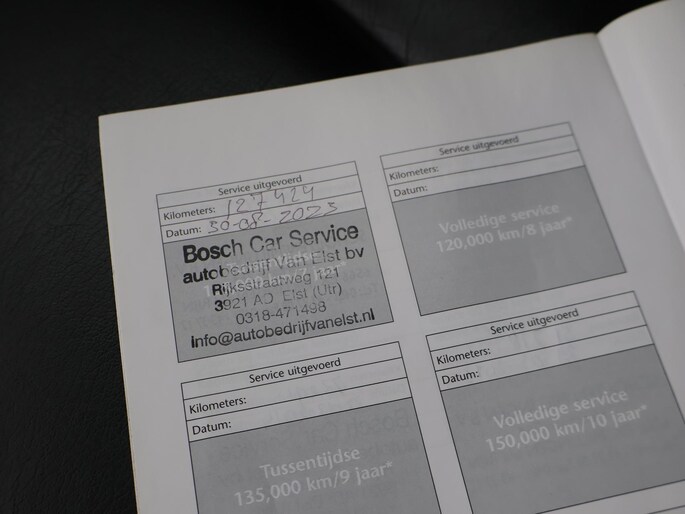 Service uitgevoerd
Kilometers: 127424
Datum: 30-08-2023
Bosch Car Service
autobedrijf Van Elst bv
Rijksstraatweg 121
3921 AD Elst (Utr)
0318-471498
info@autobedrijfvanelst.nl
Service uitgevoerd
Kilometers:
Datum:
Volledige service
120,000 km/8 jaar*
Service uitgevoerd
Kilometers:
Datum:
Tussentijdse
135,000 km/9 jaar*
Service uitgevoerd
Kilometers:
Datum:
Volledige service
150,000 km/10 jaar*